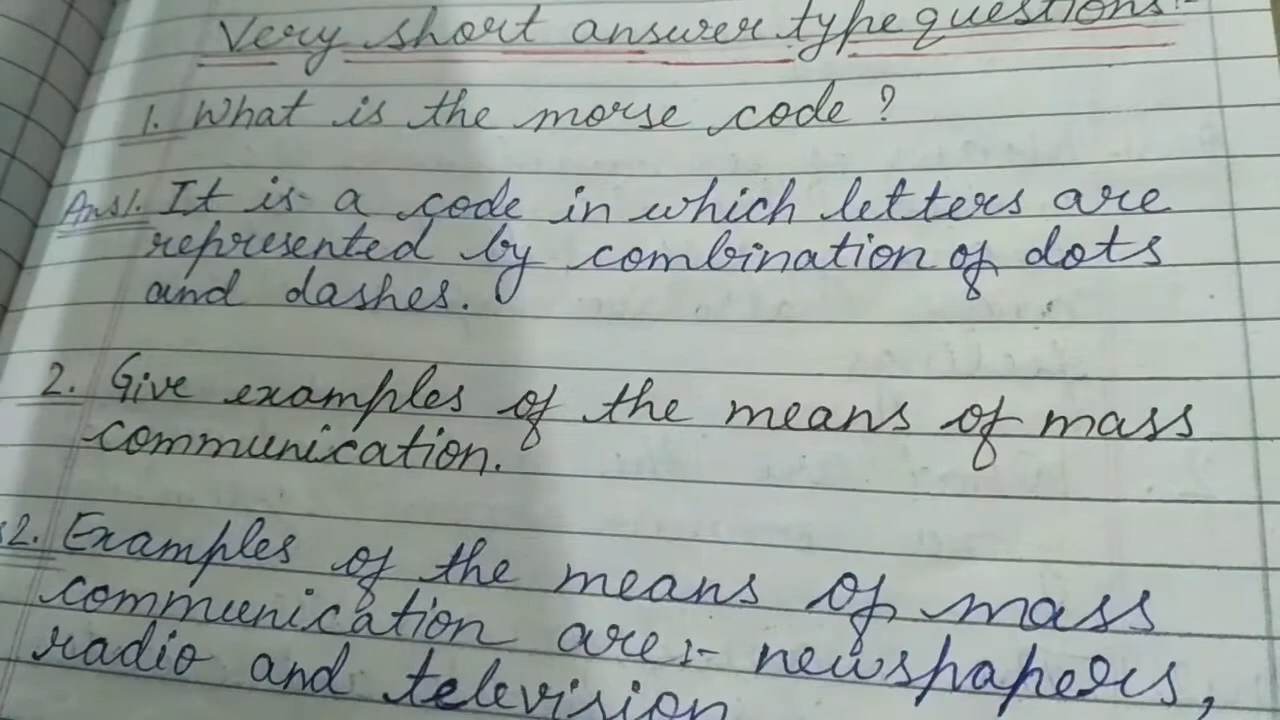 Very short answer type questions:-
1. What is the morse code ?
Ans1. It is a code in which letters are
represented by combination of dots
and dashes.
2. Give examples of the means of mass
communication.
s2. Examples of the means of mass
communication are:- newspapers,
radio and television